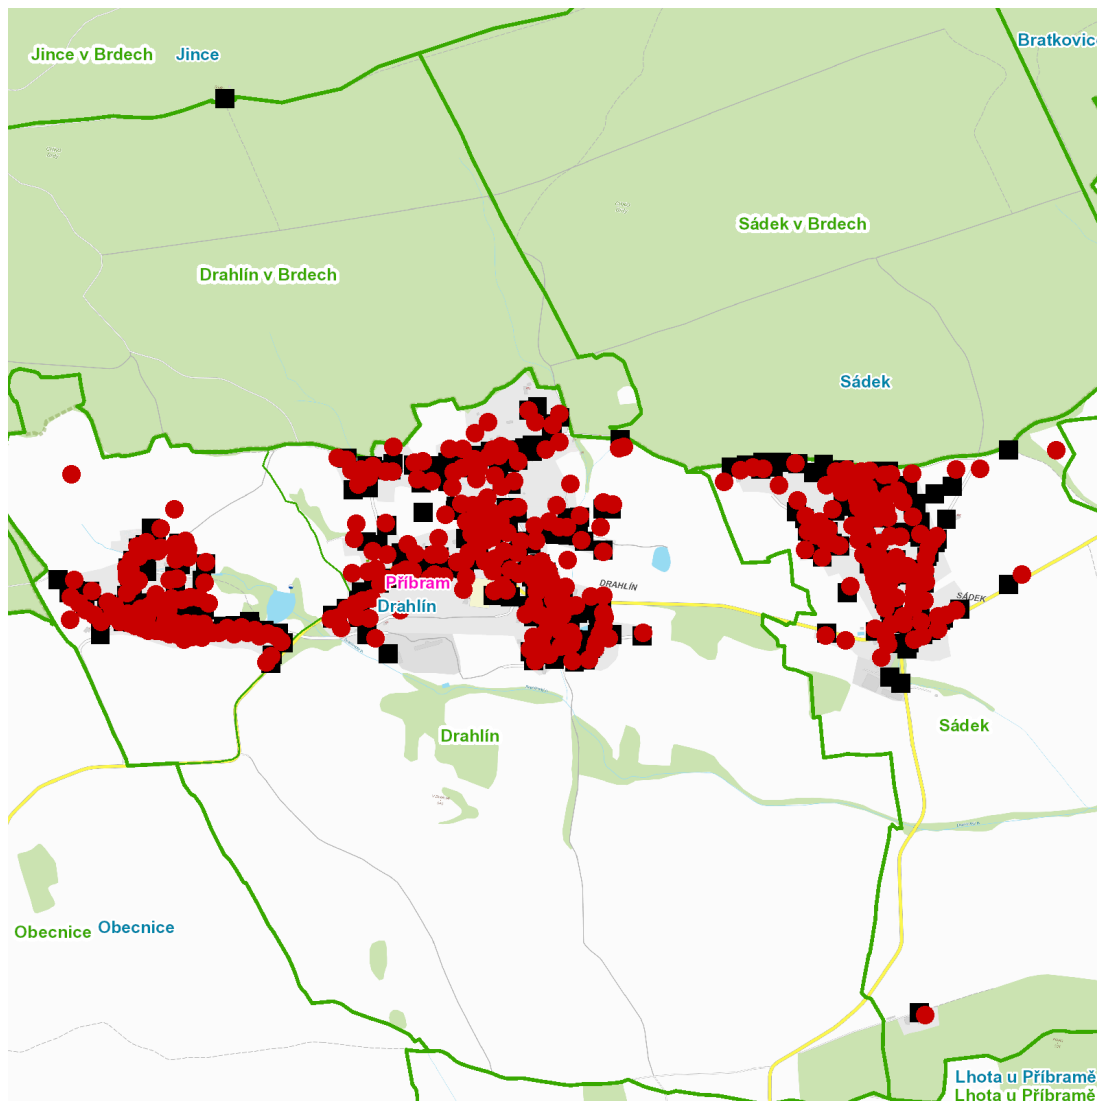 Jince v Brdech
Jince
Bratkovic
Sádek v Brdech
Drahlín v Brdech
Sádek
Příbram
DRAHLÍN
Drahlín
SÁDEK
Drahlín
Sádek
Obecnice
Obecnice
Lhota u Příbramě
Lhota u Příbramě